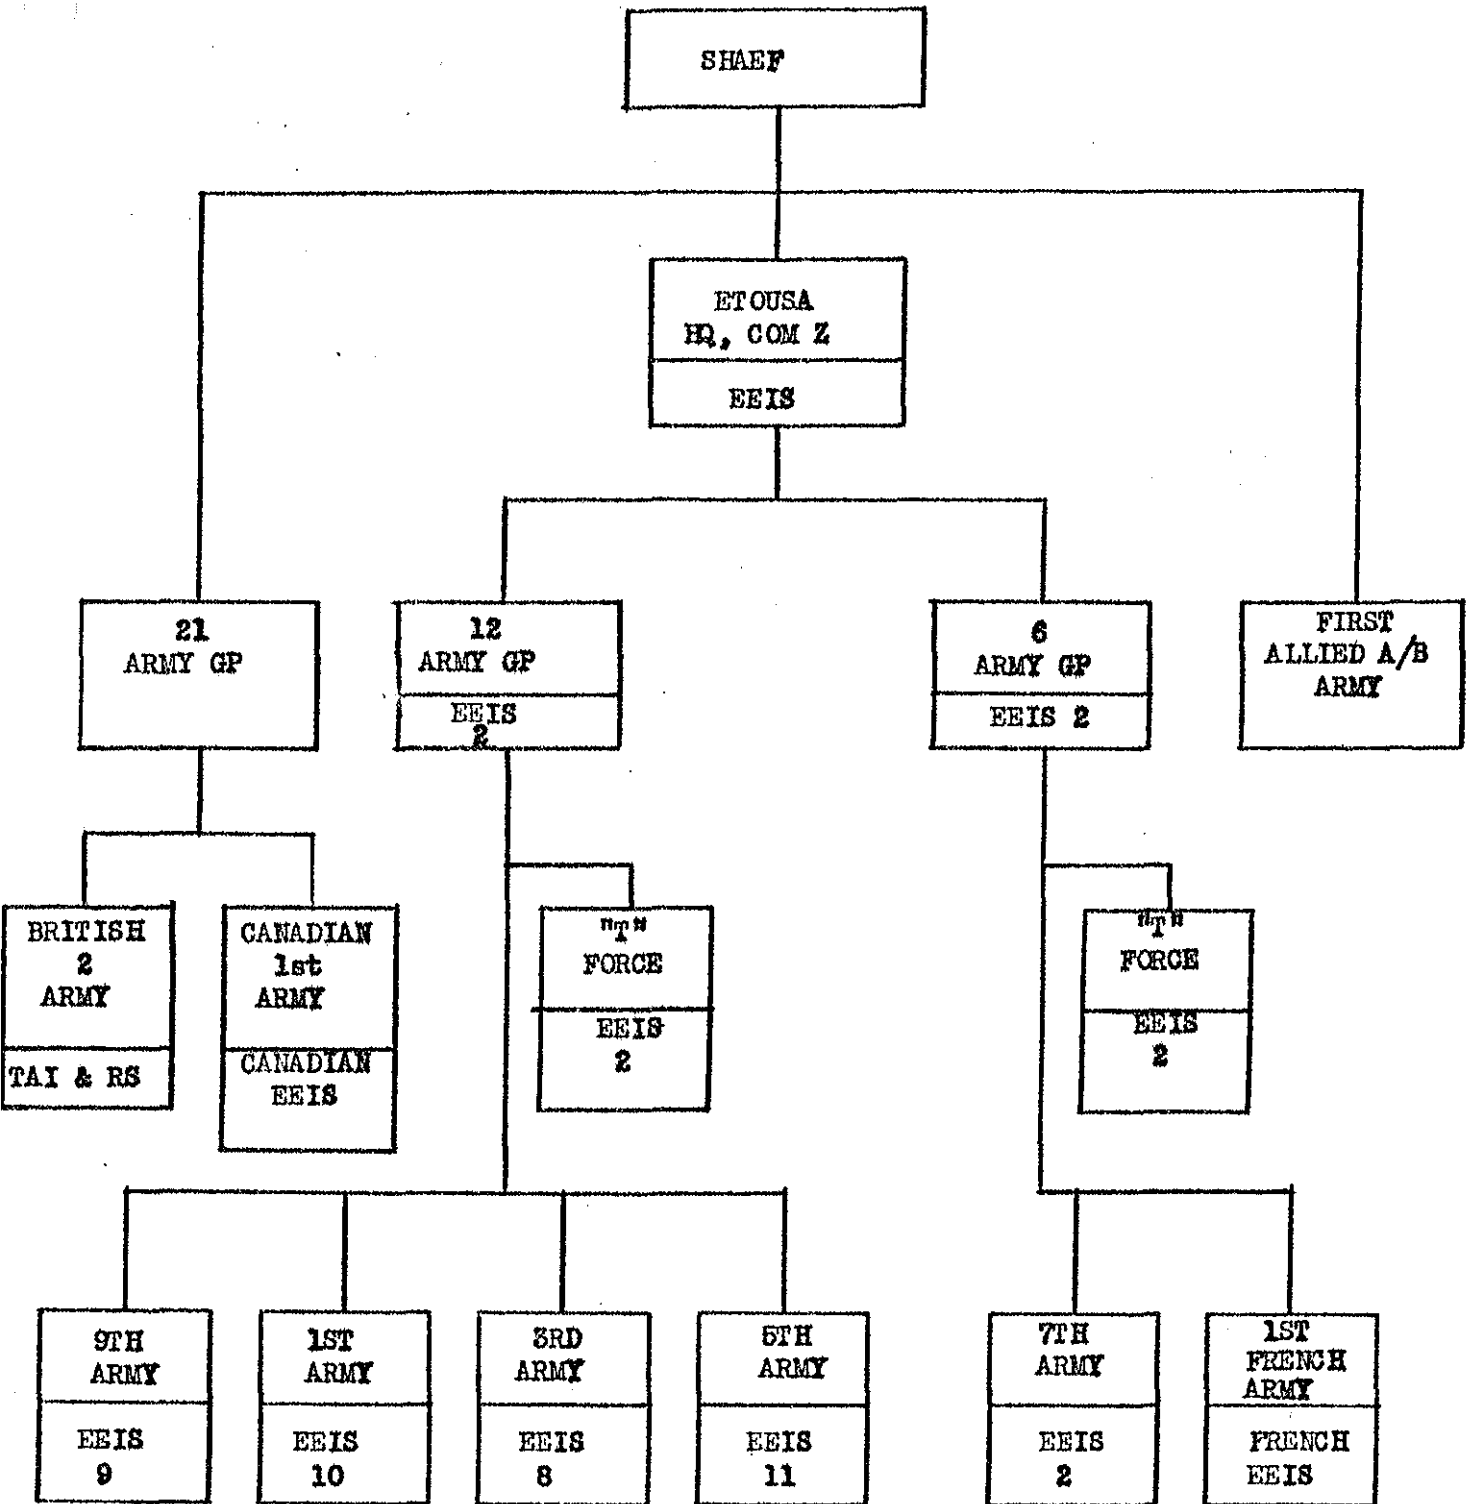 SHAEF
ETOUSA
HQ, COM Z
EEIS
21
ARMY GP
12
ARMY GP
EEIS
2
6
ARMY GP
EEIS 2
FIRST
ALLIED A/B
ARMY
BRITISH
2
ARMY
TAI & RS
CANADIAN
1st
ARMY
CANADIAN
EEIS
"T"
FORCE
EEIS
2
"T"
FORCE
EEIS
2
9TH
ARMY
EEIS
9
1ST
ARMY
EEIS
10
3RD
ARMY
EEIS
8
5TH
ARMY
EEIS
11
7TH
ARMY
EEIS
2
1ST
FRENCH
ARMY
FRENCH
EEIS